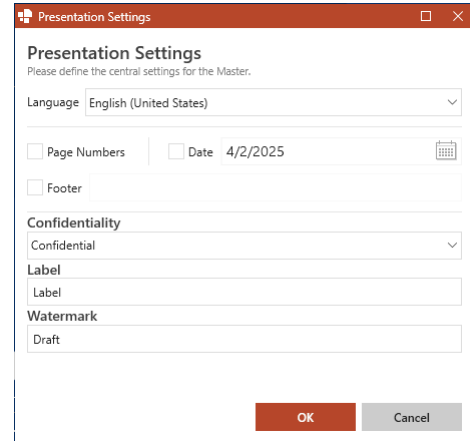 Presentation Settings
Presentation Settings
Please define the central settings for the Master.
Language English (United States)
Page Numbers Date 4/2/2025
Footer
Confidentiality
Confidential
Label
Label
Watermark
Draft
OK Cancel